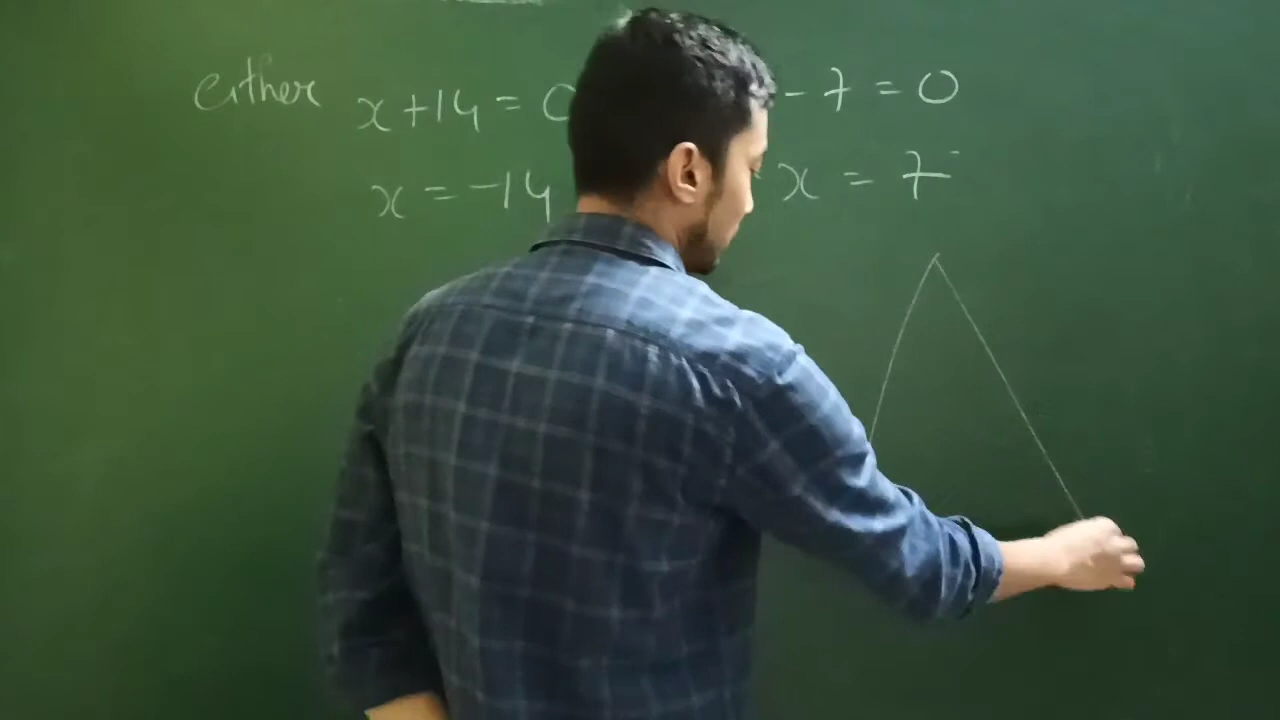 either x + 14 = 0 - 7 = 0
x = -14 x = 7